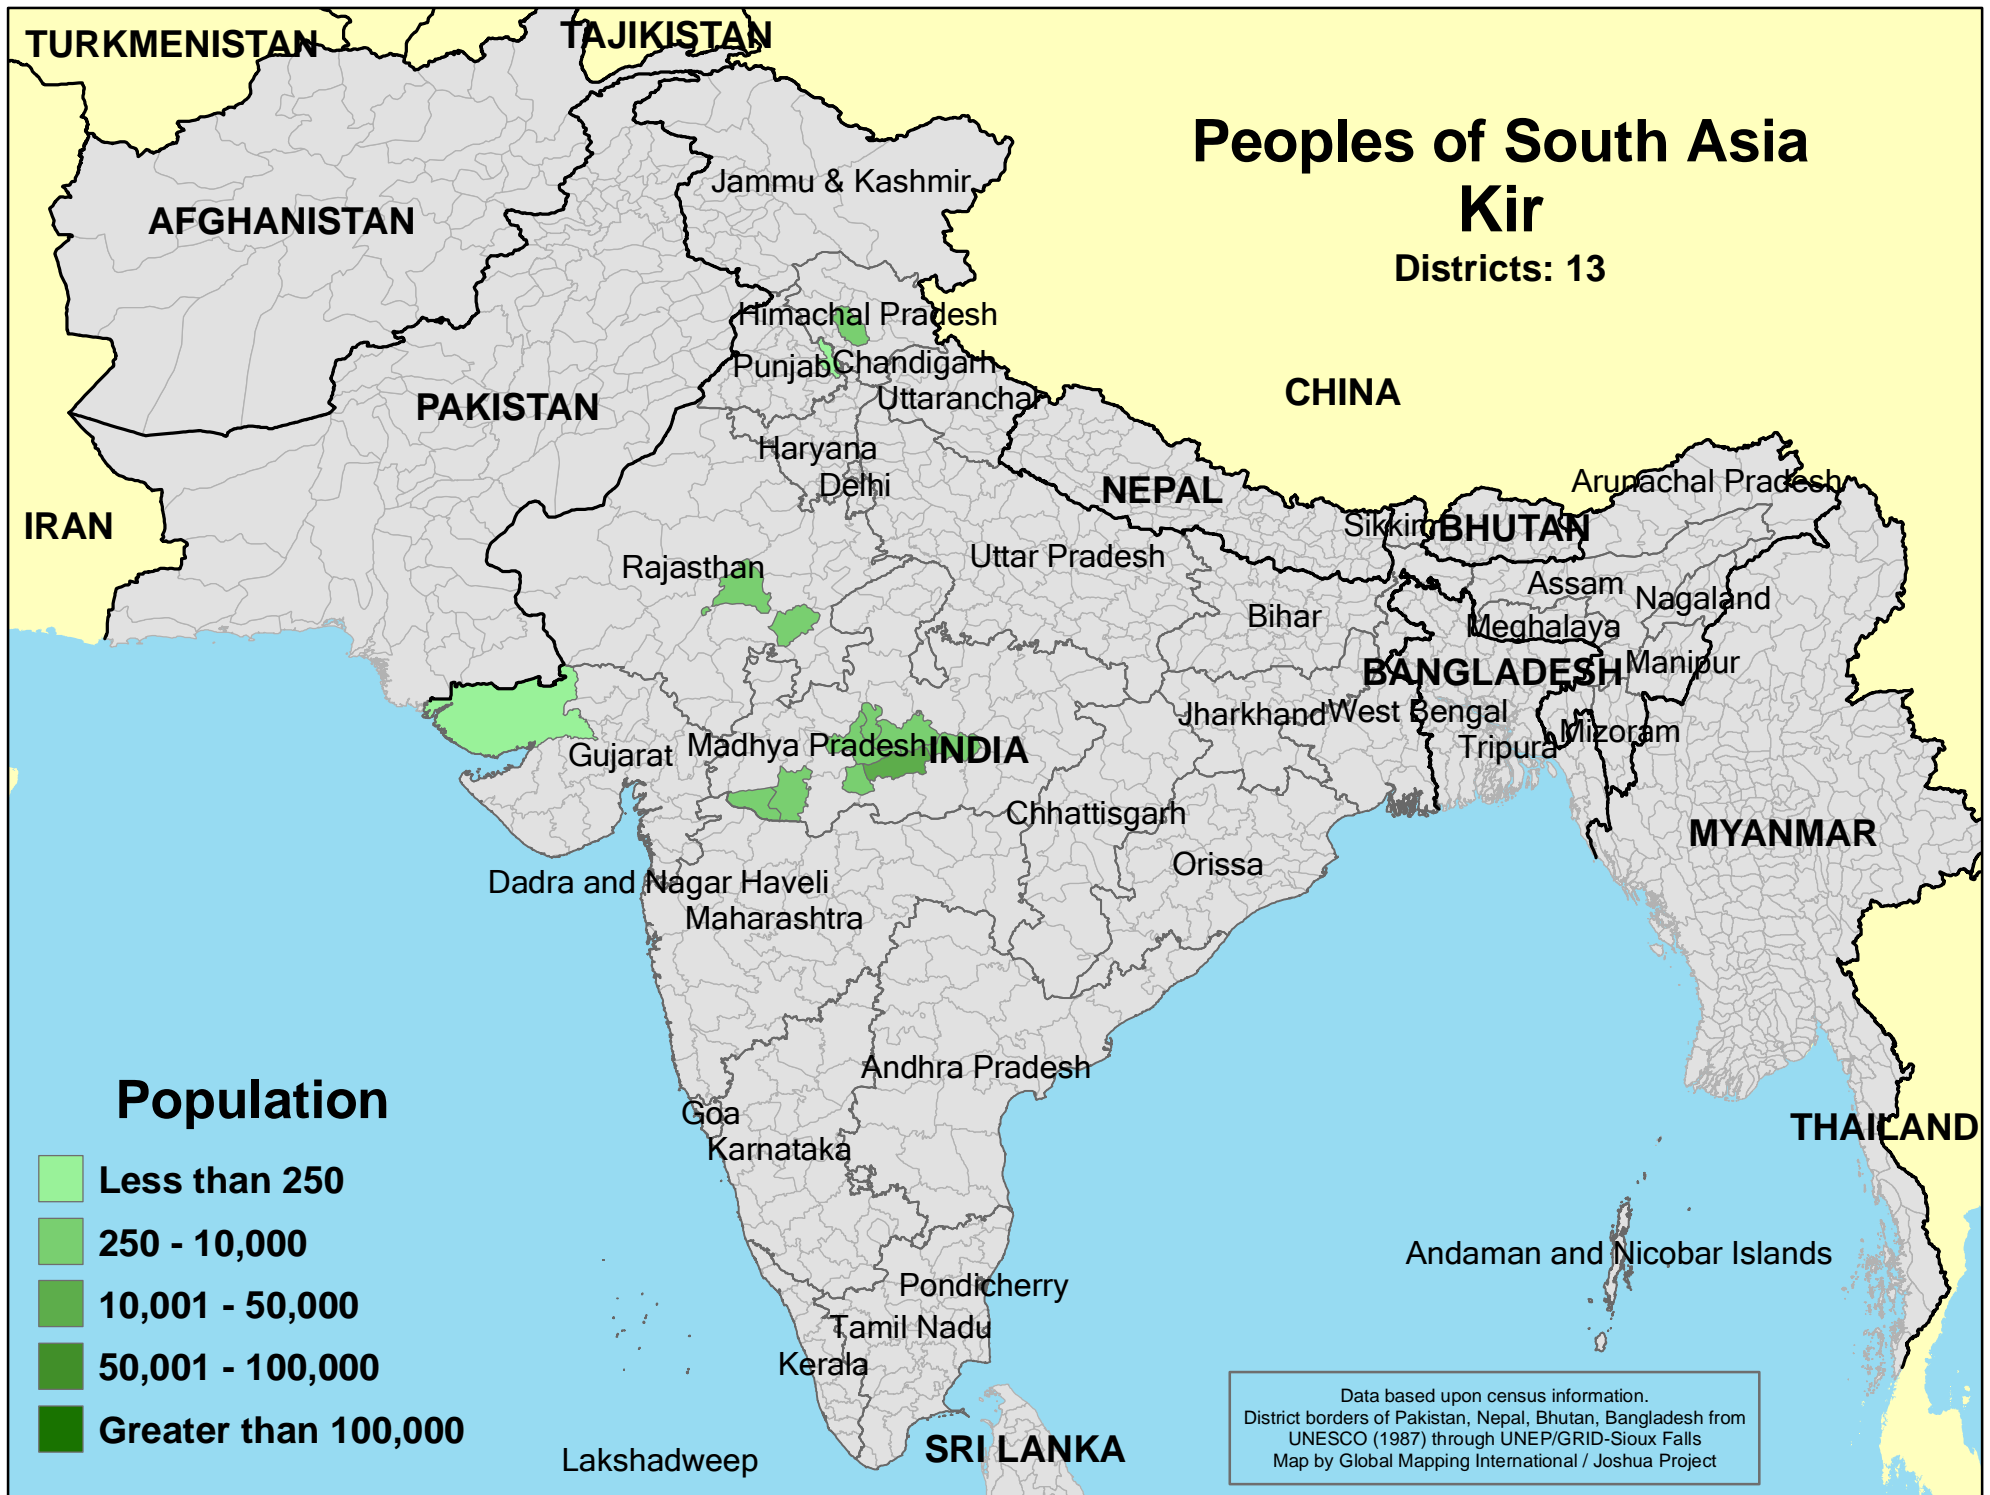 TURKMENISTAN
TAJIKISTAN
Peoples of South Asia
Kir
Districts: 13
Jammu & Kashmir
AFGHANISTAN
Himachal Pradesh
Punjab
Chandigarh
Uttaranchal
CHINA
PAKISTAN
Haryana
Delhi
NEPAL
Arunachal Pradesh
IRAN
Sikkim
BHUTAN
Rajasthan
Uttar Pradesh
Assam
Nagaland
Bihar
Meghalaya
BANGLADESH
Manipur
Jharkhand
West Bengal
Gujarat
Madhya Pradesh
INDIA
Tripura
Mizoram
Chhattisgarh
MYANMAR
Orissa
Dadra and Nagar Haveli
Maharashtra
Andhra Pradesh
Population
Goa
Karnataka
THAILAND
Less than 250
250 - 10,000
10,001 - 50,000
50,001 - 100,000
Greater than 100,000
Andaman and Nicobar Islands
Pondicherry
Tamil Nadu
Kerala
Lakshadweep
SRI LANKA
Data based upon census information.
District borders of Pakistan, Nepal, Bhutan, Bangladesh from
UNESCO (1987) through UNEP/GRID-Sioux Falls
Map by Global Mapping International / Joshua Project